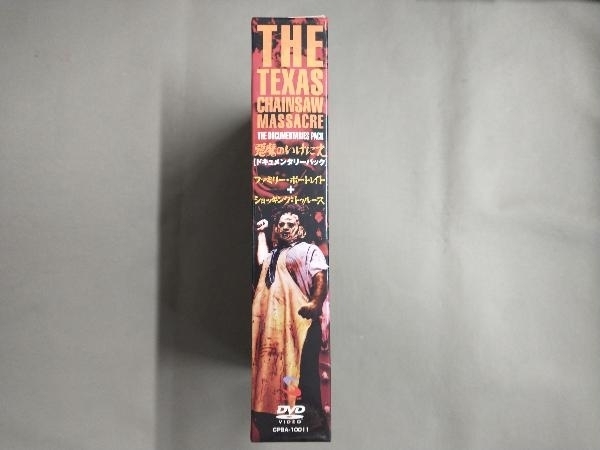 THE
TEXAS
CHAINSAW
MASSACRE
THE DOCUMENTARIES PACK
悪魔のいけにえ
[ドキュメンタリーパック]
ファミリー・ポートレイト
+
ショッキング・トゥルース
DVD
VIDEO
CPBA-10011